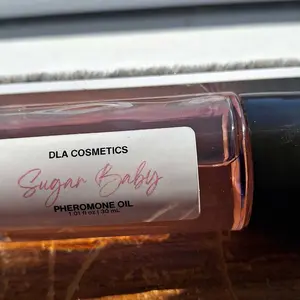 DLA COSMETICS
Sugar Baby
PHEROMONE OIL
1.01 fl oz | 30 mL